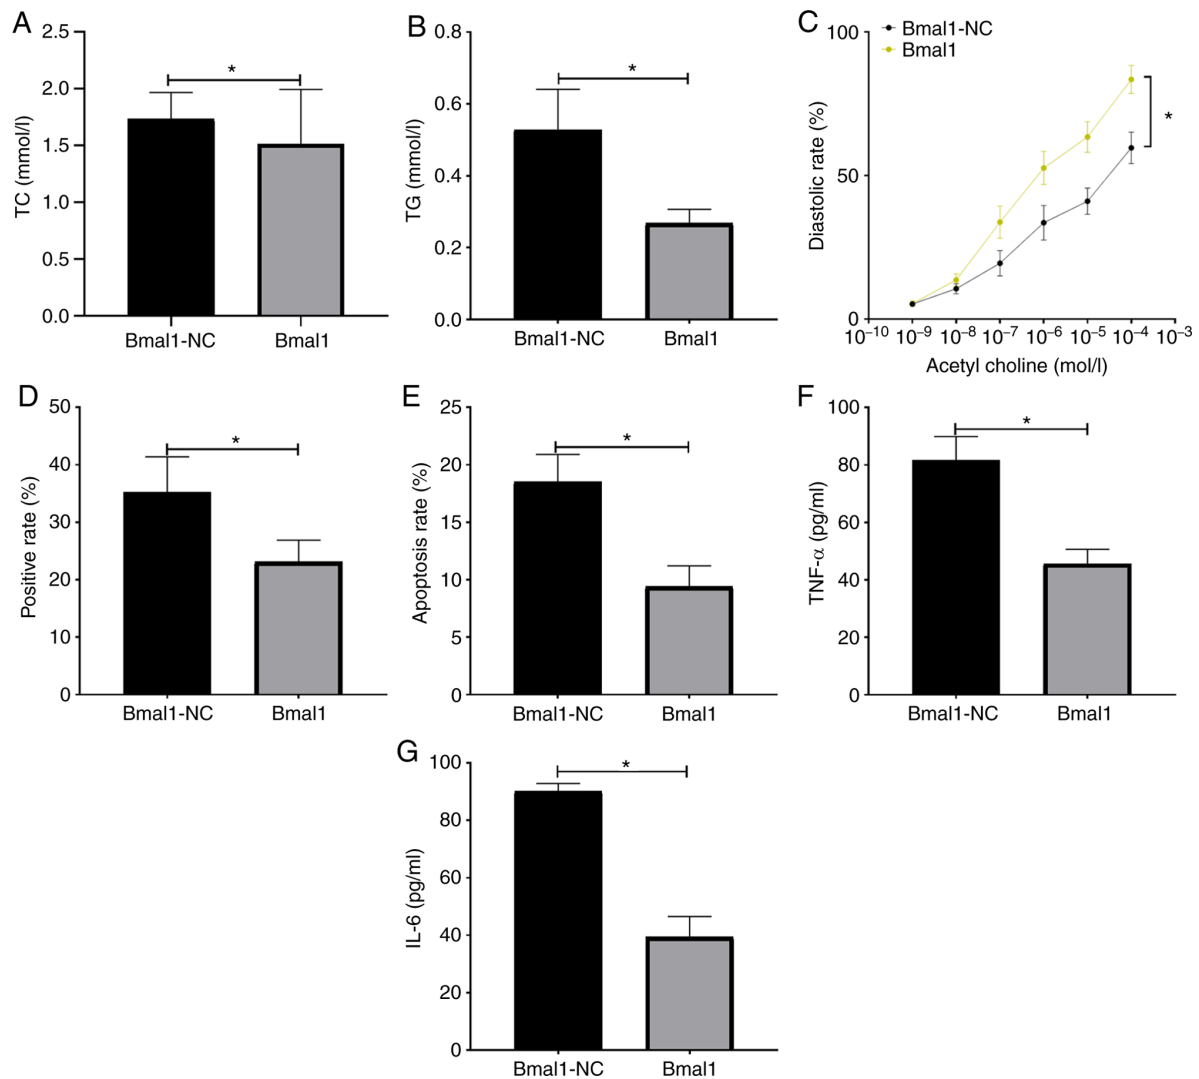 A
TC (mmol/l)
2.5
2.0
1.5
1.0
0.5
0.0
*
Bmal1-NC Bmal1
B
TG (mmol/l)
0.8
0.6
0.4
0.2
0.0
*
Bmal1-NC Bmal1
C
Bmal1-NC
Bmal1
Diastolic rate (%)
100
50
0
*
10⁻¹⁰ 10⁻⁹ 10⁻⁸ 10⁻⁷ 10⁻⁶ 10⁻⁵ 10⁻⁴ 10⁻³
Acetyl choline (mol/l)
D
Positive rate (%)
50
40
30
20
10
0
*
Bmal1-NC Bmal1
E
Apoptosis rate (%)
25
20
15
10
5
0
*
Bmal1-NC Bmal1
F
TNF-α (pg/ml)
100
80
60
40
20
0
*
Bmal1-NC Bmal1
G
IL-6 (pg/ml)
100
80
60
40
20
0
*
Bmal1-NC Bmal1